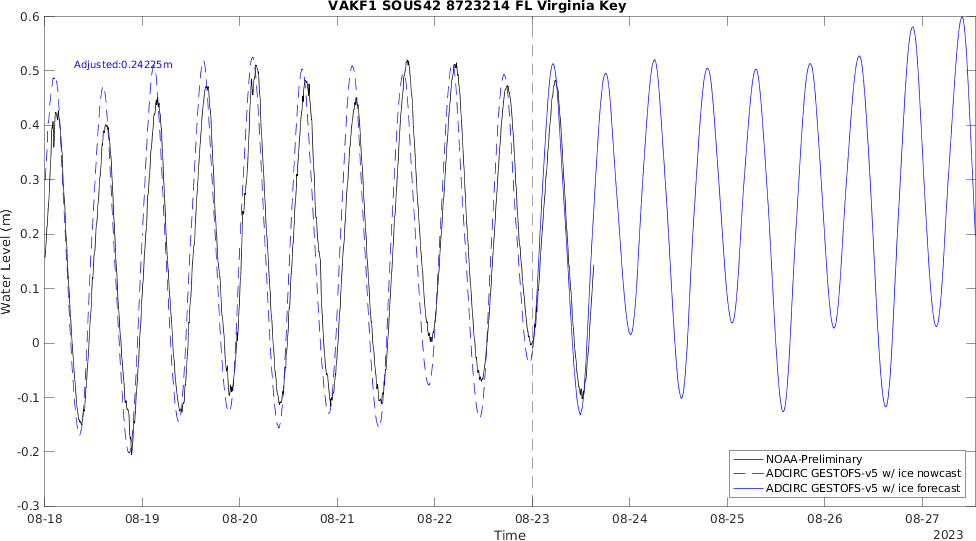 VAKF1 SOUS42 8723214 FL Virginia Key
Adjusted:0.24225m
Water Level (m)
0.6
0.5
0.4
0.3
0.2
0.1
0
-0.1
-0.2
-0.3
NOAA-Preliminary
ADCIRC GESTOFS-v5 w/ ice nowcast
ADCIRC GESTOFS-v5 w/ ice forecast
08-18 08-19 08-20 08-21 08-22 08-23 08-24 08-25 08-26 08-27
Time
2023